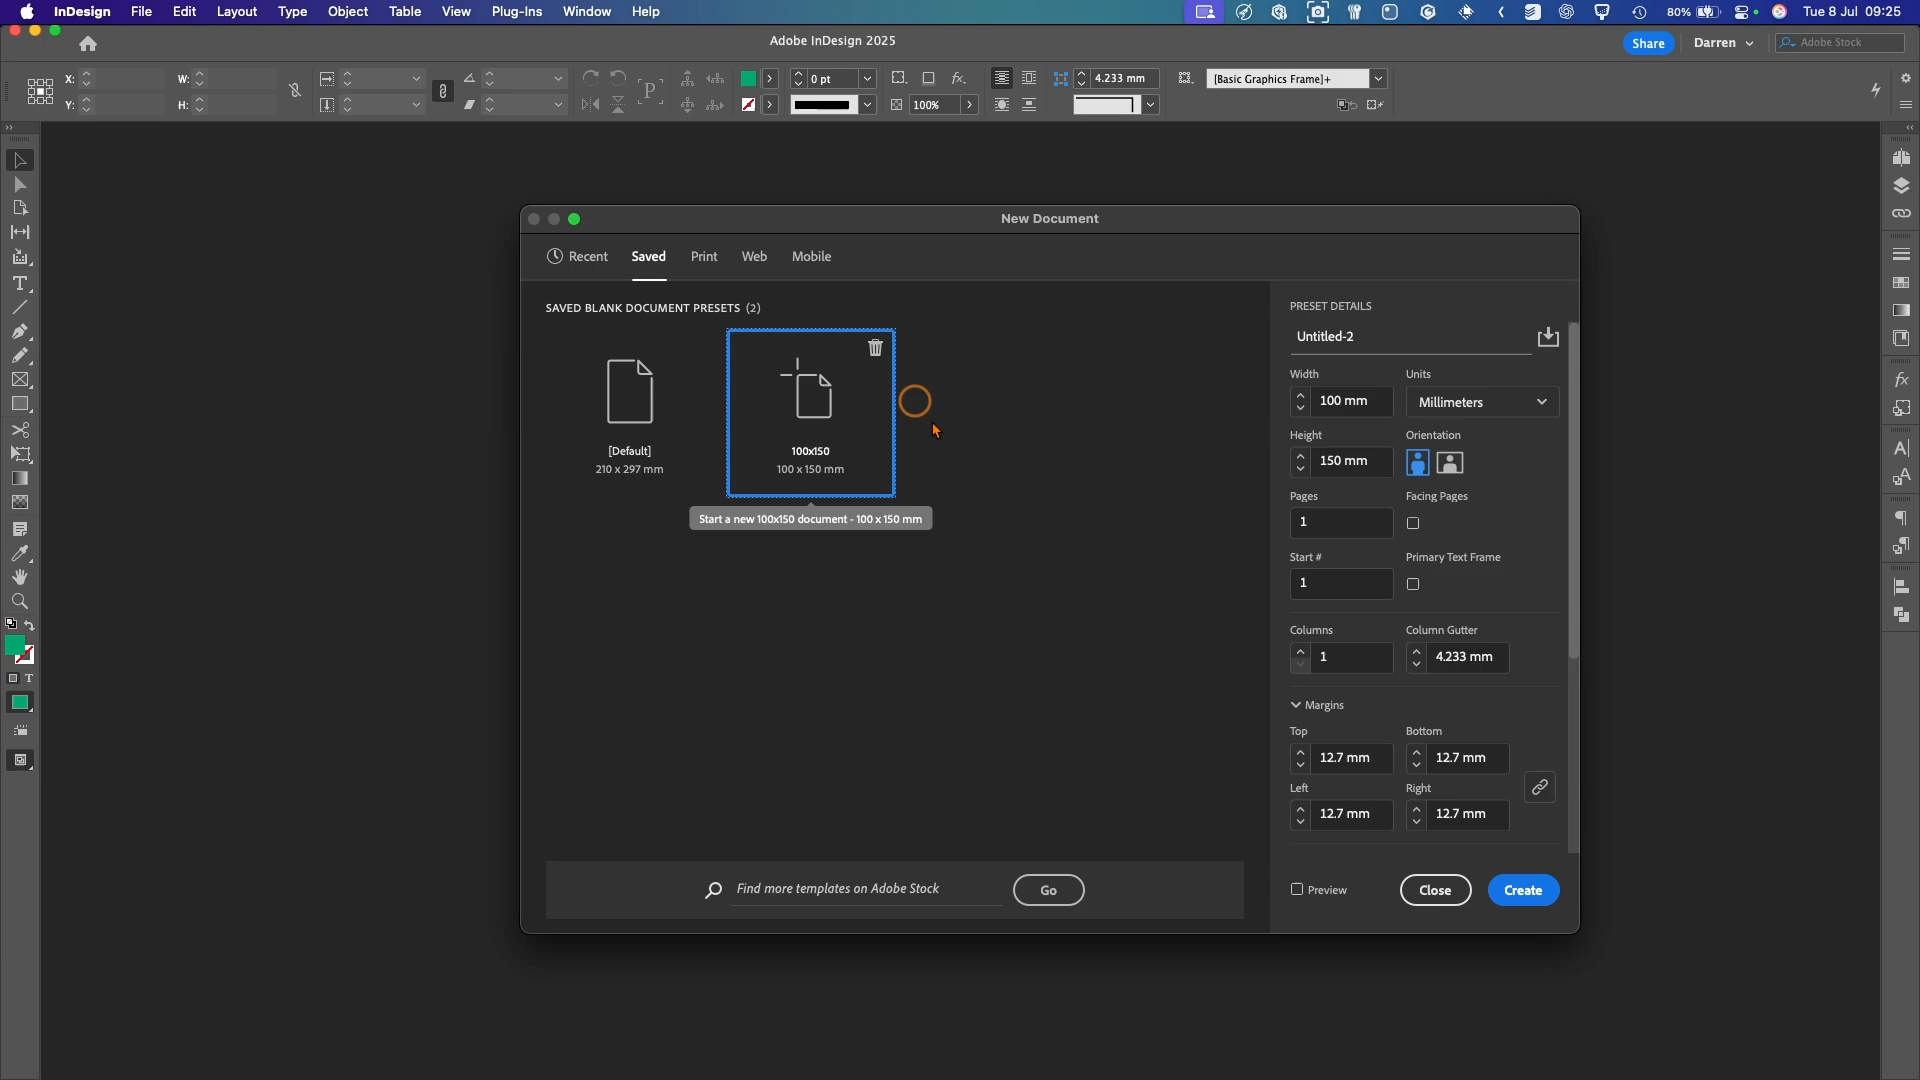 InDesign File Edit Layout Type Object Table View Plug-Ins Window Help 80% Tue 8 Jul 09:25
Adobe InDesign 2025
Share Darren Adobe Stock
X: W: 0 pt fx. 4.233 mm [Basic Graphics Frame]+
Y: H: P 100%
New Document
Recent Saved Print Web Mobile
SAVED BLANK DOCUMENT PRESETS (2)
[Default]
210 x 297 mm
100x150
100 x 150 mm
Start a new 100x150 document - 100 x 150 mm
Find more templates on Adobe Stock
Go
PRESET DETAILS
Untitled-2
Width Units
100 mm Millimeters
Height Orientation
150 mm
Pages Facing Pages
1
Start # Primary Text Frame
1
Columns Column Gutter
1 4.233 mm
Margins
Top Bottom
12.7 mm 12.7 mm
Left Right
12.7 mm 12.7 mm
Preview Close Create